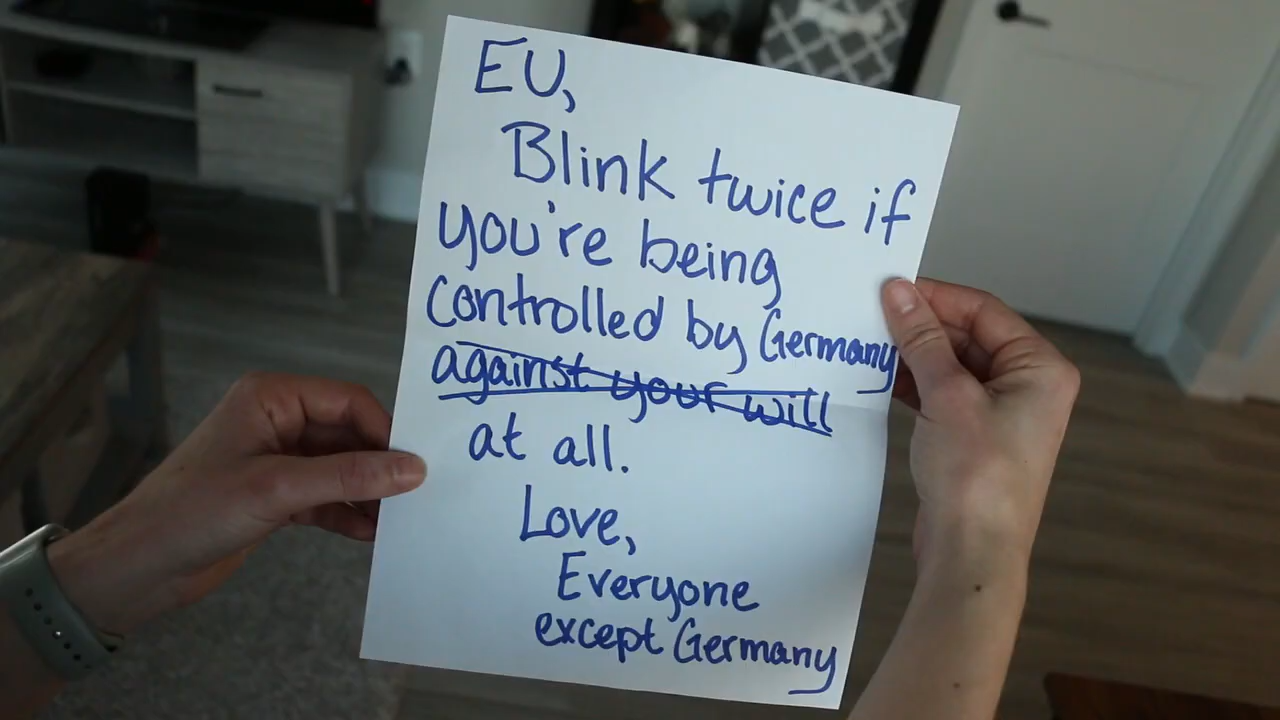 EU,
Blink twice if
you're being
controlled by Germany
against your will
at all.
Love,
Everyone
except Germany